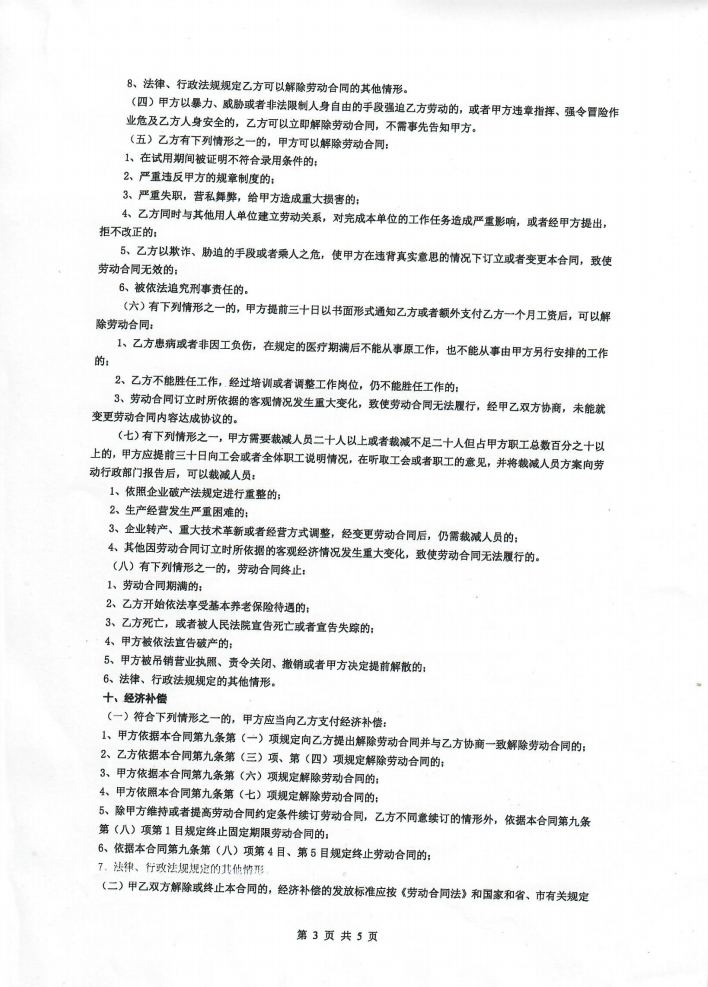 8、法律、行政法规规定乙方可以解除劳动合同的其他情形。
（四）甲方以暴力、威胁或者非法限制人身自由的手段强迫乙方劳动的，或者甲方违章指挥、强令冒险作
业危及乙方人身安全的，乙方可以立即解除劳动合同，不需事先告知甲方。
（五）乙方有下列情形之一的，甲方可以解除劳动合同：
1、在试用期间被证明不符合录用条件的；
2、严重违反甲方的规章制度的；
3、严重失职，营私舞弊，给甲方造成重大损害的；
4、乙方同时与其他用人单位建立劳动关系，对完成本单位的工作任务造成严重影响，或者经甲方提出，
拒不改正的；
5、乙方以欺诈、胁迫的手段或者乘人之危，使甲方在违背真实意思的情况下订立或者变更本合同，致使
劳动合同无效的；
6、被依法追究刑事责任的。
（六）有下列情形之一的，甲方提前三十日以书面形式通知乙方或者额外支付乙方一个月工资后，可以解
除劳动合同：
1、乙方患病或者非因工负伤，在规定的医疗期满后不能从事原工作，也不能从事由甲方另行安排的工作
的；
2、乙方不能胜任工作，经过培训或者调整工作岗位，仍不能胜任工作的；
3、劳动合同订立时所依据的客观情况发生重大变化，致使劳动合同无法履行，经甲乙双方协商，未能就
变更劳动合同内容达成协议的。
（七）有下列情形之一，甲方需要裁减人员二十人以上或者裁减不足二十人但占甲方职工总数百分之十以
上的，甲方应提前三十日向工会或者全体职工说明情况，在听取工会或者职工的意见，并将裁减人员方案向劳
动行政部门报告后，可以裁减人员：
1、依照企业破产法规定进行重整的；
2、生产经营发生严重困难的；
3、企业转产、重大技术革新或者经营方式调整，经变更劳动合同后，仍需裁减人员的；
4、其他因劳动合同订立时所依据的客观经济情况发生重大变化，致使劳动合同无法履行的。
（八）有下列情形之一的，劳动合同终止：
1、劳动合同期满的；
2、乙方开始依法享受基本养老保险待遇的；
3、乙方死亡，或者被人民法院宣告死亡或者宣告失踪的；
4、甲方被依法宣告破产的；
5、甲方被吊销营业执照、责令关闭、撤销或者甲方决定提前解散的；
6、法律、行政法规规定的其他情形。
十、经济补偿
（一）符合下列情形之一的，甲方应当向乙方支付经济补偿：
1、甲方依据本合同第九条第（一）项规定向乙方提出解除劳动合同并与乙方协商一致解除劳动合同的；
2、乙方依据本合同第九条第（三）项、第（四）项规定解除劳动合同的；
3、甲方依据本合同第九条第（六）项规定解除劳动合同的；
4、甲方依照本合同第九条第（七）项规定解除劳动合同的；
5、除甲方维持或者提高劳动合同约定条件续订劳动合同，乙方不同意续订的情形外，依据本合同第九条
第（八）项第1目规定终止固定期限劳动合同的；
6、依据本合同第九条第（八）项第4目、第5目规定终止劳动合同的；
7、法律、行政法规规定的其他情形。
（二）甲乙双方解除或终止本合同的，经济补偿的发放标准应按《劳动合同法》和国家和省、市有关规定
第 3 页 共 5 页